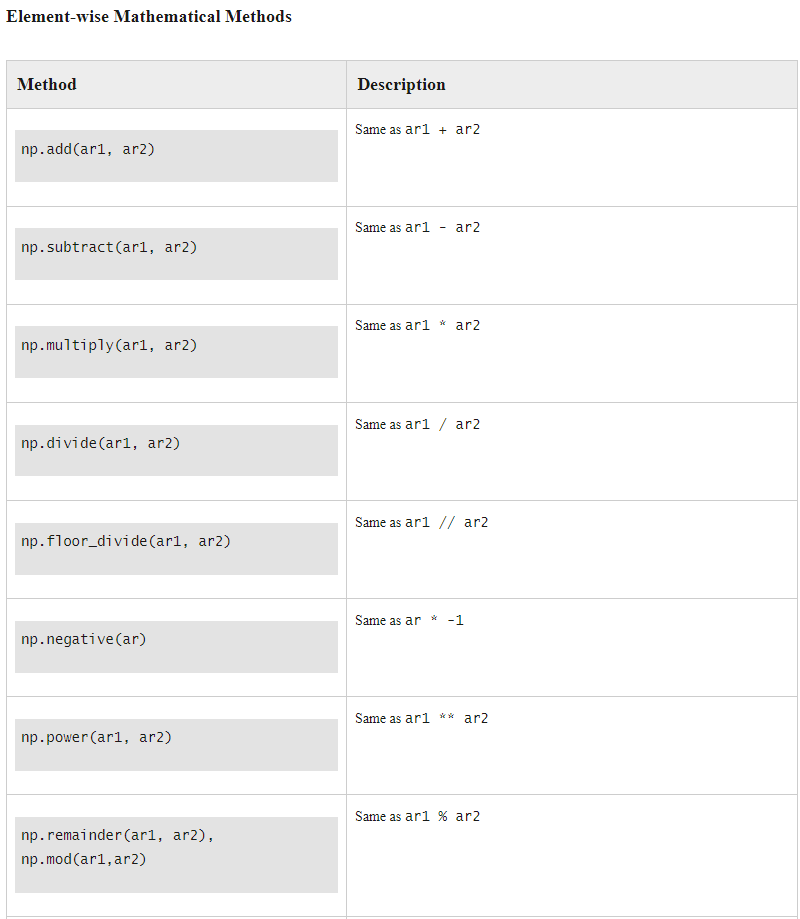 Element-wise Mathematical Methods
Method Description
np.add(ar1, ar2) Same as ar1 + ar2
np.subtract(ar1, ar2) Same as ar1 - ar2
np.multiply(ar1, ar2) Same as ar1 * ar2
np.divide(ar1, ar2) Same as ar1 / ar2
np.floor_divide(ar1, ar2) Same as ar1 // ar2
np.negative(ar) Same as ar * -1
np.power(ar1, ar2) Same as ar1 ** ar2
np.remainder(ar1, ar2), Same as ar1 % ar2
np.mod(ar1,ar2)